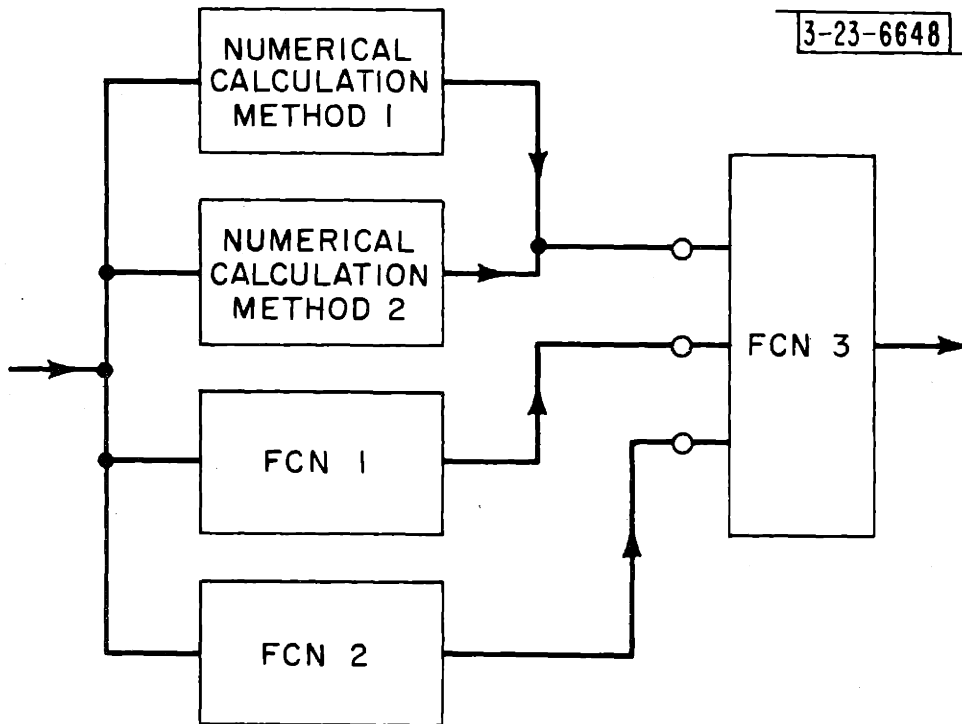 3-23-6648
NUMERICAL
CALCULATION
METHOD 1
NUMERICAL
CALCULATION
METHOD 2
FCN 1
FCN 2
FCN 3